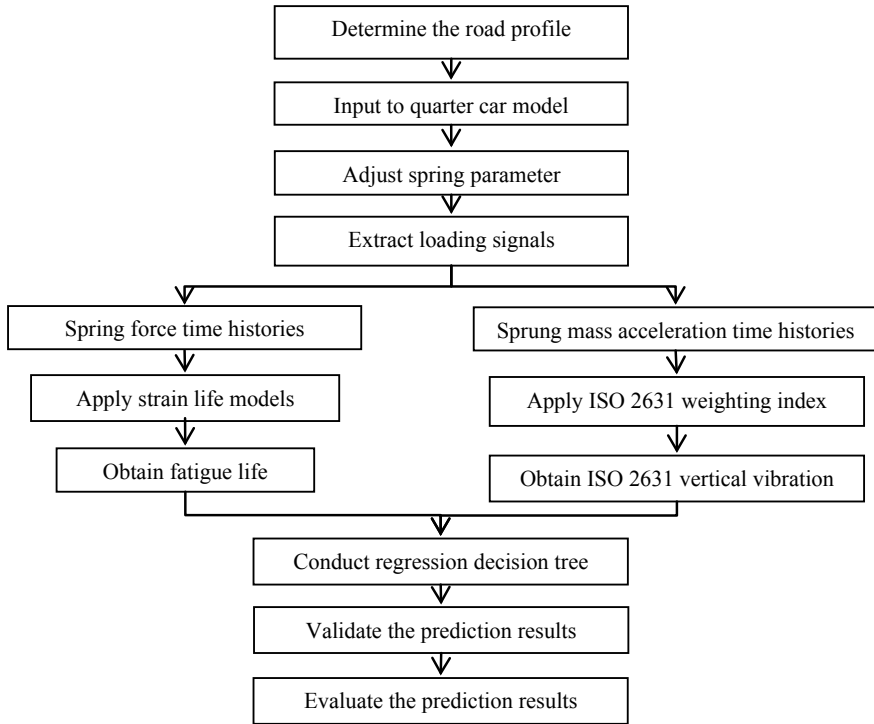 Determine the road profile
Input to quarter car model
Adjust spring parameter
Extract loading signals
Spring force time histories
Apply strain life models
Obtain fatigue life
Sprung mass acceleration time histories
Apply ISO 2631 weighting index
Obtain ISO 2631 vertical vibration
Conduct regression decision tree
Validate the prediction results
Evaluate the prediction results